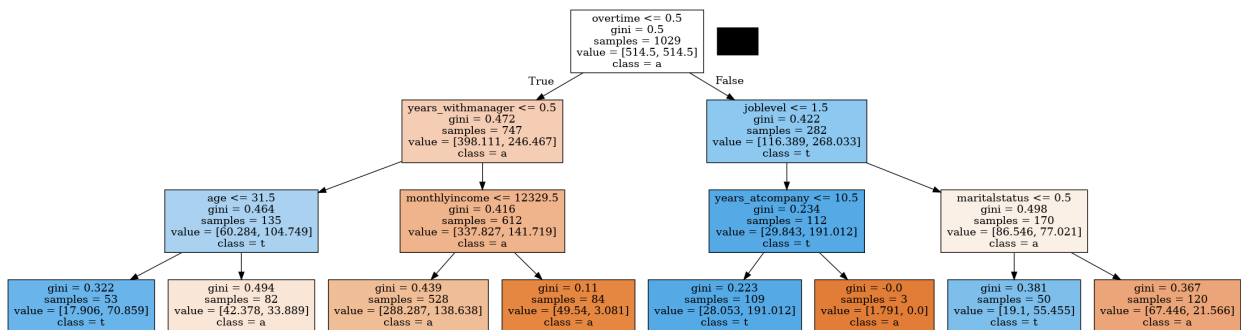 overtime <= 0.5
gini = 0.5
samples = 1029
value = [514.5, 514.5]
class = a
True
False
years_withmanager <= 0.5
gini = 0.472
samples = 747
value = [398.111, 246.467]
class = a
joblevel <= 1.5
gini = 0.422
samples = 282
value = [116.389, 268.033]
class = t
age <= 31.5
gini = 0.464
samples = 135
value = [60.284, 104.749]
class = t
monthlyincome <= 12329.5
gini = 0.416
samples = 612
value = [337.827, 141.719]
class = a
years_atcompany <= 10.5
gini = 0.234
samples = 112
value = [29.843, 191.012]
class = t
maritalstatus <= 0.5
gini = 0.498
samples = 170
value = [86.546, 77.021]
class = a
gini = 0.322
samples = 53
value = [17.906, 70.859]
class = t
gini = 0.494
samples = 82
value = [42.378, 33.889]
class = a
gini = 0.439
samples = 528
value = [288.287, 138.638]
class = a
gini = 0.11
samples = 84
value = [49.54, 3.081]
class = a
gini = 0.223
samples = 109
value = [28.053, 191.012]
class = t
gini = -0.0
samples = 3
value = [1.791, 0.0]
class = a
gini = 0.381
samples = 50
value = [19.1, 55.455]
class = t
gini = 0.367
samples = 120
value = [67.446, 21.566]
class = a